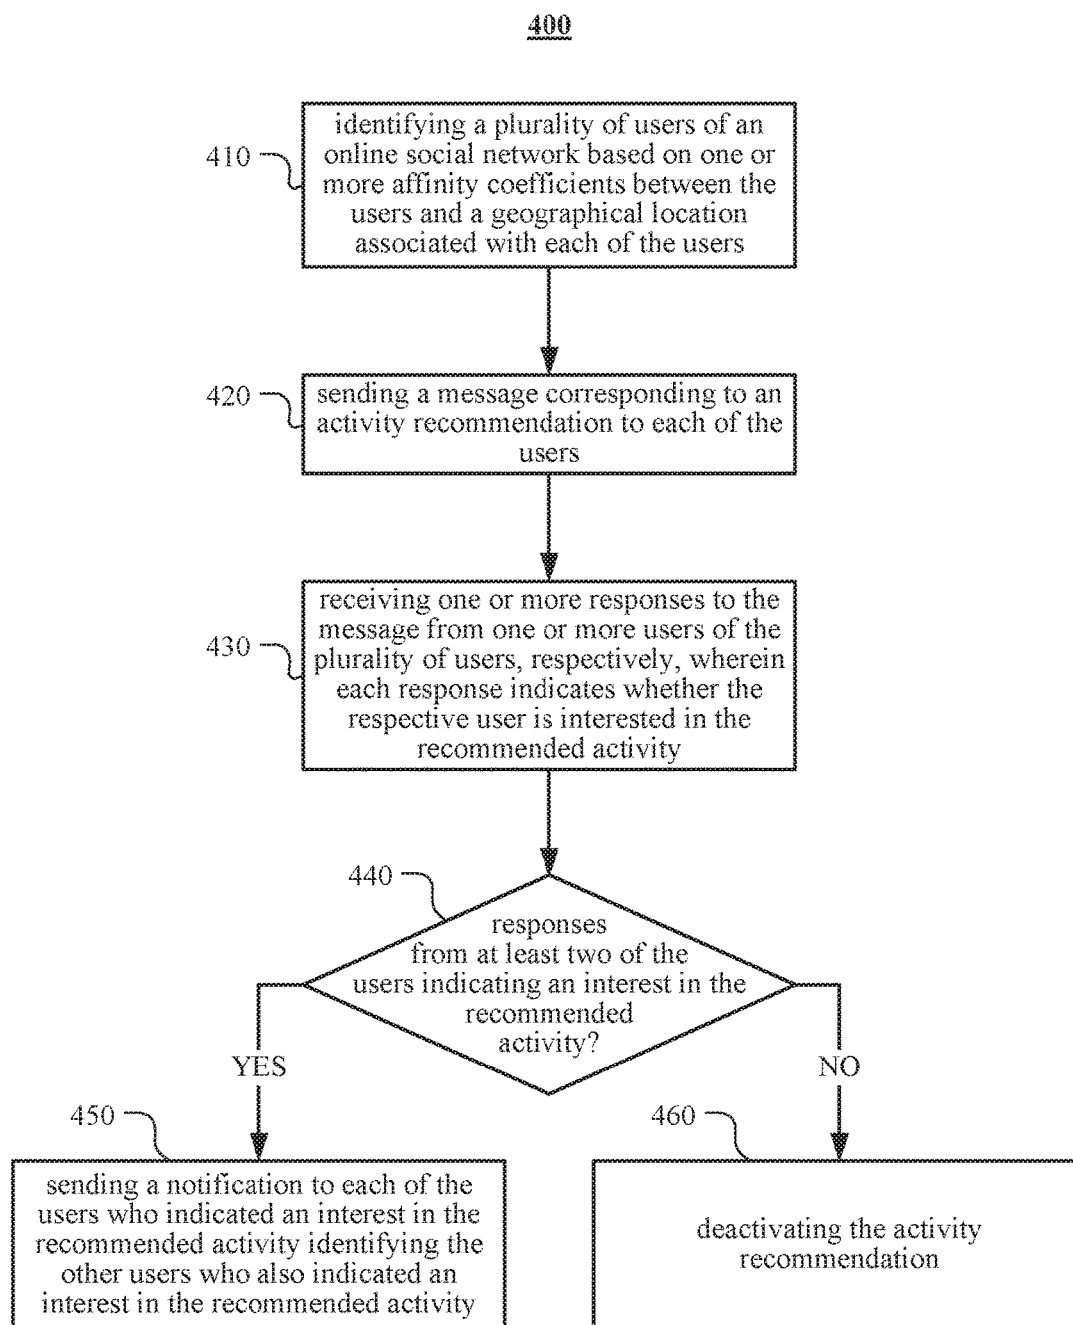 400
410
identifying a plurality of users of an
online social network based on one or
more affinity coefficients between the
users and a geographical location
associated with each of the users
420
sending a message corresponding to an
activity recommendation to each of the
users
430
receiving one or more responses to the
message from one or more users of the
plurality of users, respectively, wherein
each response indicates whether the
respective user is interested in the
recommended activity
440
responses
from at least two of the
users indicating an interest in the
recommended
activity?
YES
NO
450
sending a notification to each of the
users who indicated an interest in the
recommended activity identifying the
other users who also indicated an
interest in the recommended activity
460
deactivating the activity
recommendation